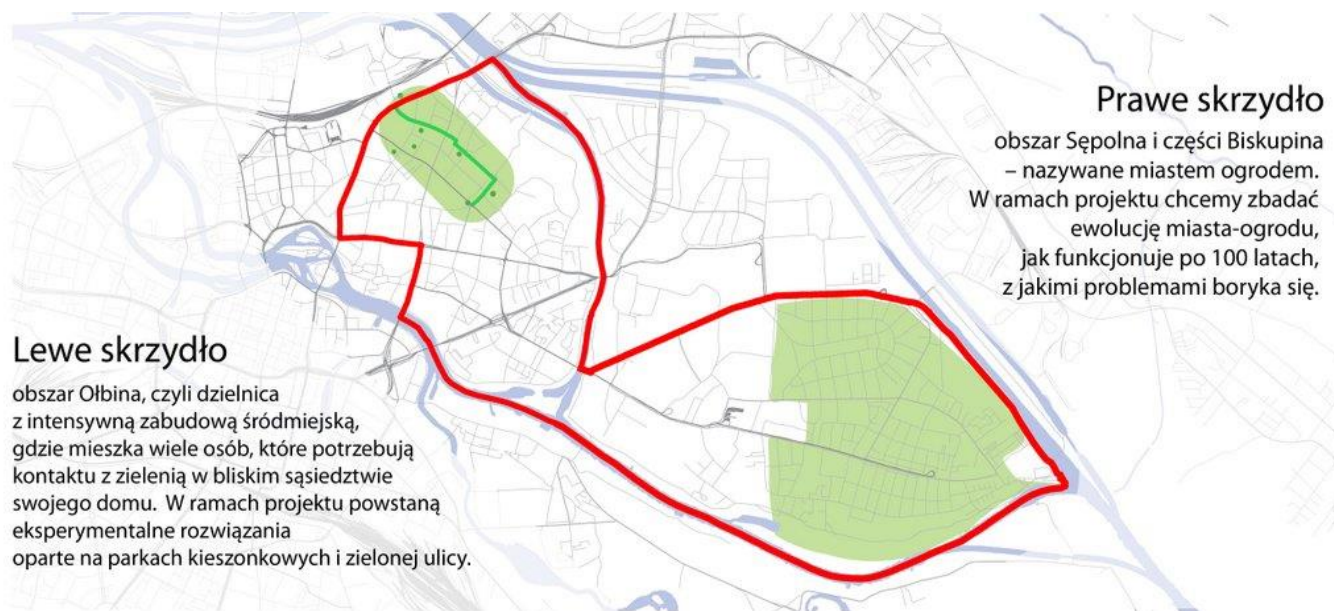 Prawe skrzydło
obszar Sępolna i części Biskupina
– nazywane miastem ogrodem.
W ramach projektu chcemy zbadać
ewolucję miasta-ogrodu,
jak funkcjonuje po 100 latach,
z jakimi problemami boryka się.
Lewe skrzydło
obszar Ołbina, czyli dzielnica
z intensywną zabudową śródmiejską,
gdzie mieszka wiele osób, które potrzebują
kontaktu z zielenią w bliskim sąsiedztwie
swojego domu. W ramach projektu powstaną
eksperymentalne rozwiązania
oparte na parkach kieszonkowych i zielonej ulicy.